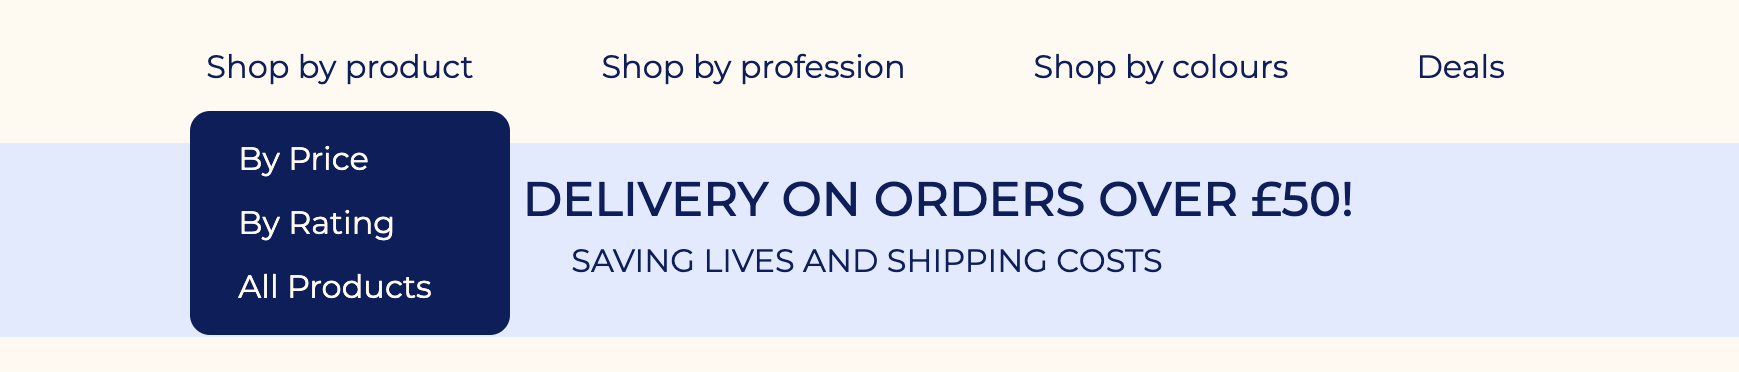 Shop by product Shop by profession Shop by colours Deals
By Price
By Rating
All Products
DELIVERY ON ORDERS OVER £50!
SAVING LIVES AND SHIPPING COSTS